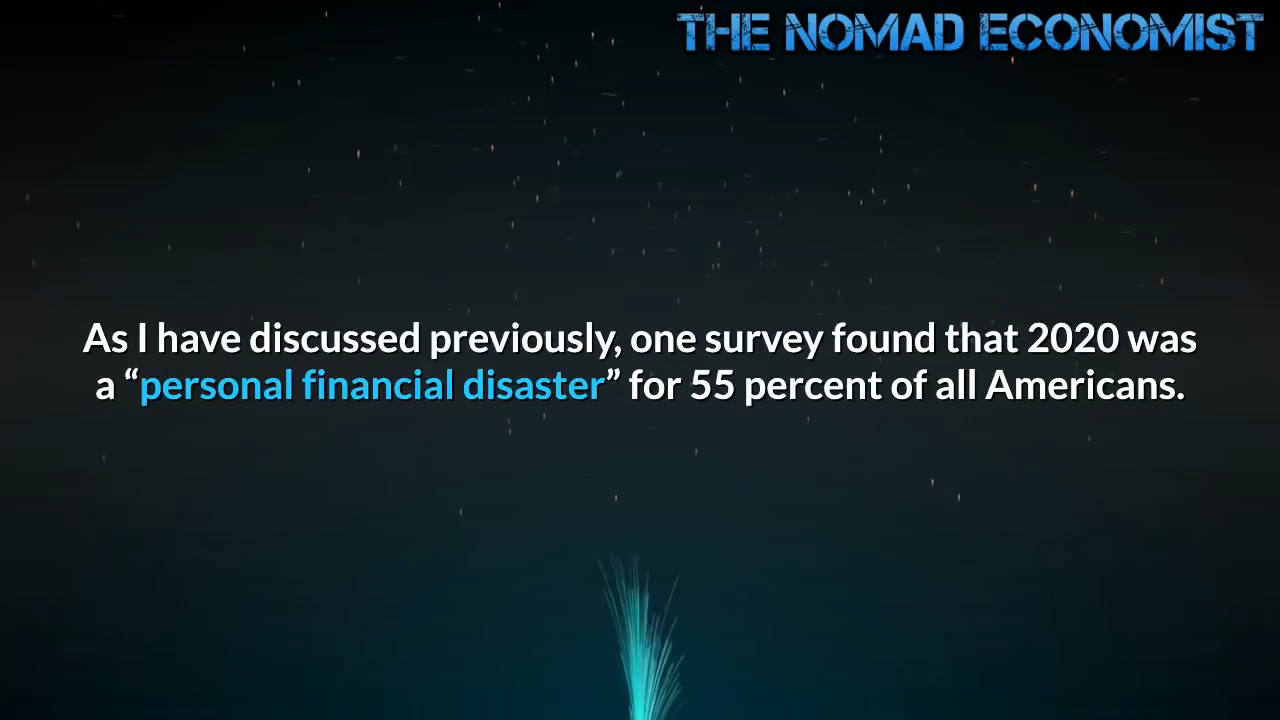 THE NOMAD ECONOMIST
As I have discussed previously, one survey found that 2020 was
a “personal financial disaster” for 55 percent of all Americans.